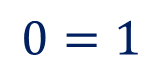 0 = 1